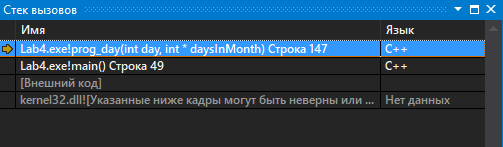 Стек вызовов
Имя Язык
Lab4.exe!prog_day(int day, int * daysInMonth) Строка 147 C++
Lab4.exe!main() Строка 49 C++
[Внешний код]
kernel32.dll![Указанные ниже кадры могут быть неверны или ... Нет данных